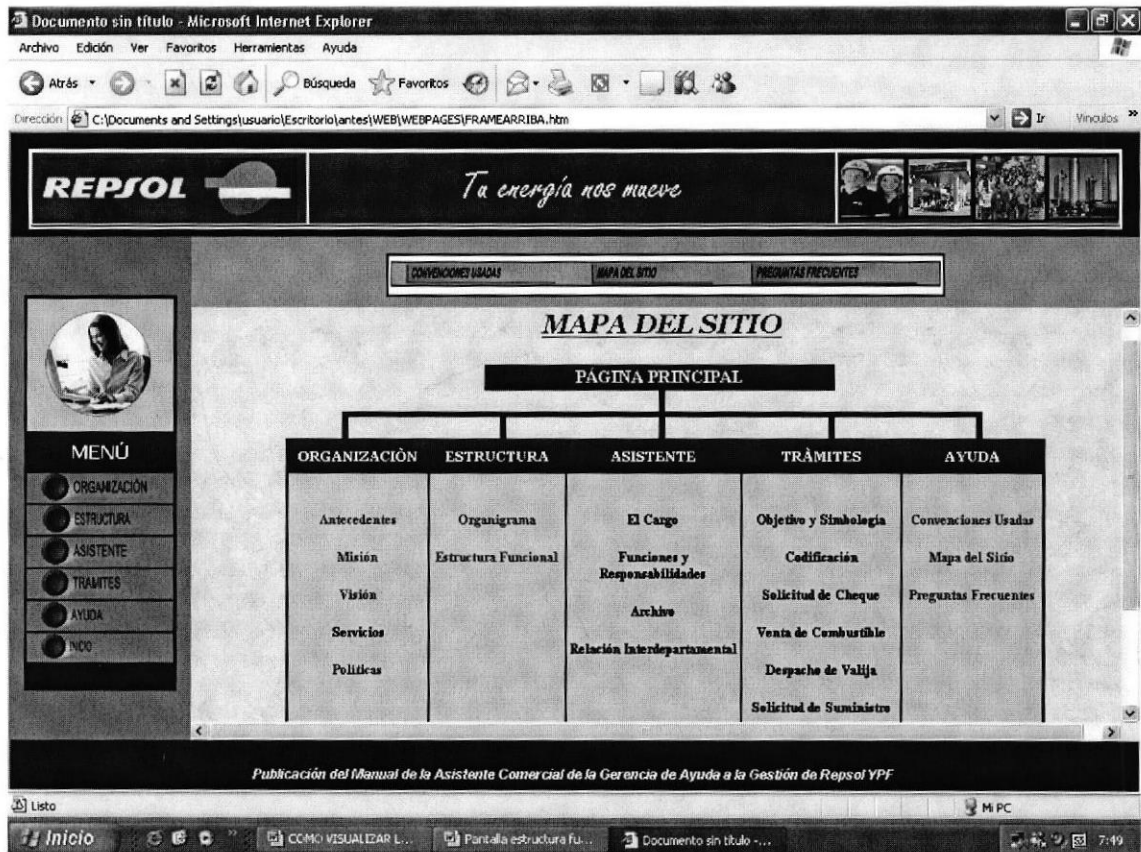 Documento sin título - Microsoft Internet Explorer
Archivo Edición Ver Favoritos Herramientas Ayuda
Atrás Búsqueda Favoritos
Dirección C:\Documents and Settings\usuario\Escritorio\antes\WEB\WEBPAGES\FRAMEARRIBA.htm Ir Vínculos »
REPSOL Tu energía nos mueve
CONVENCIONES USADAS MAPA DEL SITIO PREGUNTAS FRECUENTES
MAPA DEL SITIO
PÁGINA PRINCIPAL
MENÚ
ORGANIZACIÓN
ESTRUCTURA
ASISTENTE
TRÁMITES
AYUDA
INICIO
ORGANIZACIÒN ESTRUCTURA ASISTENTE TRÀMITES AYUDA
Antecedentes Organigrama El Cargo Objetivo y Simbología Convenciones Usadas
Misión Estructura Funcional Funciones y Responsabilidades Codificación Mapa del Sitio
Visión Archivo Solicitud de Cheque Preguntas Frecuentes
Servicios Relación Interdepartamental Venta de Combustible
Políticas Despacho de Valija
Solicitud de Suministro
Publicación del Manual de la Asistente Comercial de la Gerencia de Ayuda a la Gestión de Repsol YPF
Listo Mi PC
Inicio » COMO VISUALIZAR L... Pantalla estructura fu... Documento sin título -... 7:49